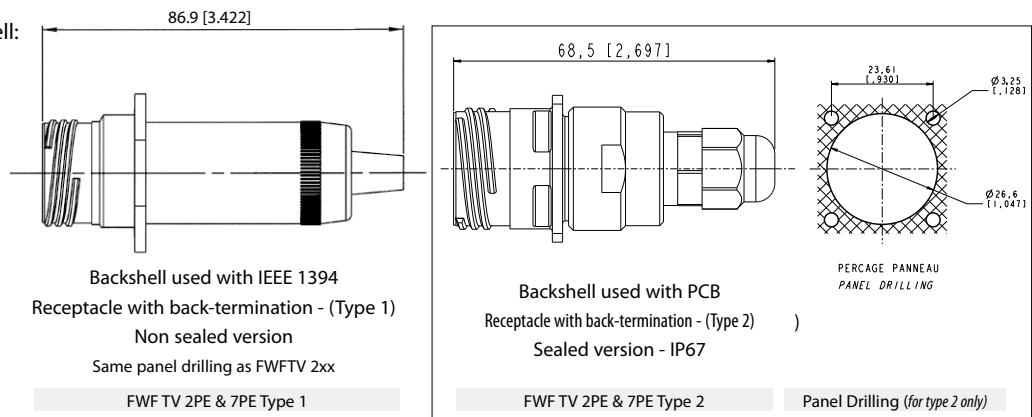 ell:
86.9 [3.422]
Backshell used with IEEE 1394
Receptacle with back-termination - (Type 1)
Non sealed version
Same panel drilling as FWFTV 2xx
FWF TV 2PE & 7PE Type 1
68,5 [2,697]
Backshell used with PCB
Receptacle with back-termination - (Type 2) )
Sealed version - IP67
FWF TV 2PE & 7PE Type 2
23,61
[,930]
Ø3,25
[,128]
Ø26,6
[1,047]
PERCAGE PANNEAU
PANEL DRILLING
Panel Drilling (for type 2 only)